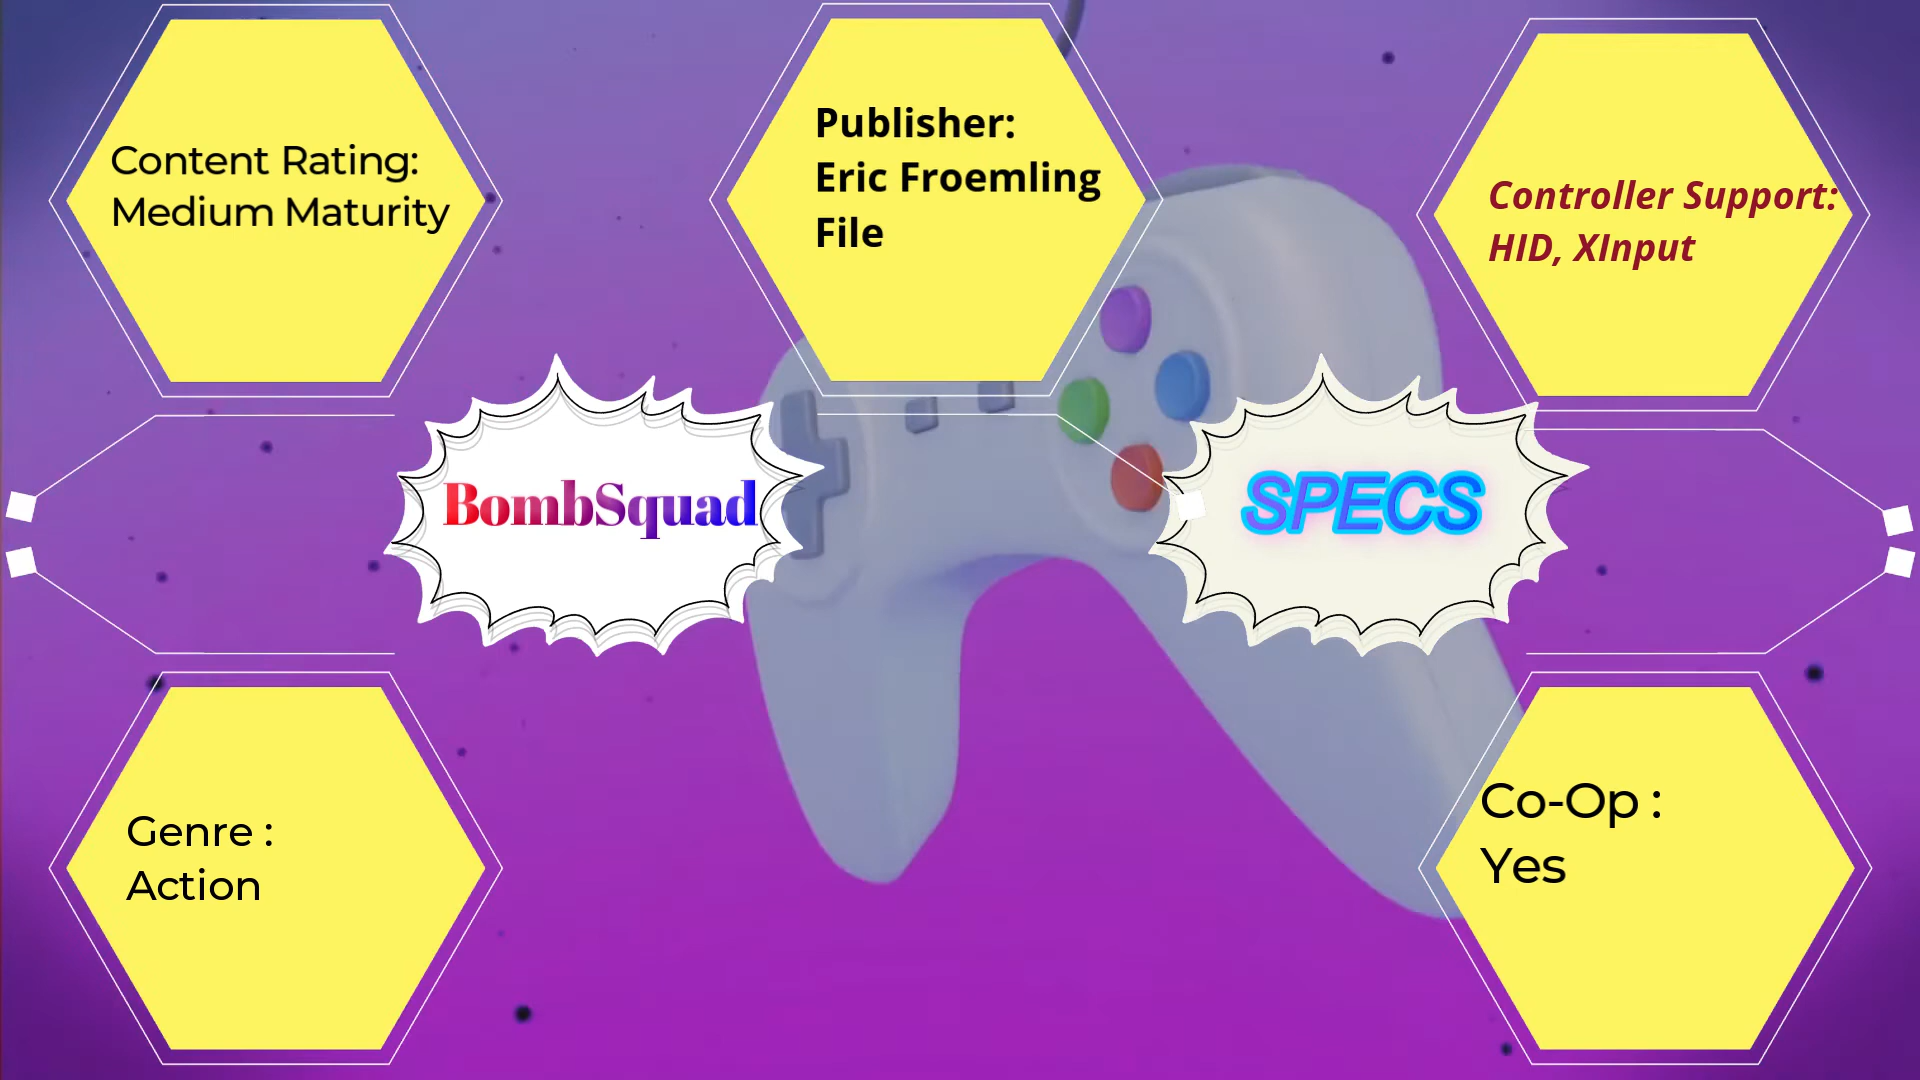 Content Rating:
Medium Maturity
Publisher:
Eric Froemling
File
Controller Support:
HID, XInput
BombSquad
SPECS
Genre :
Action
Co-Op :
Yes